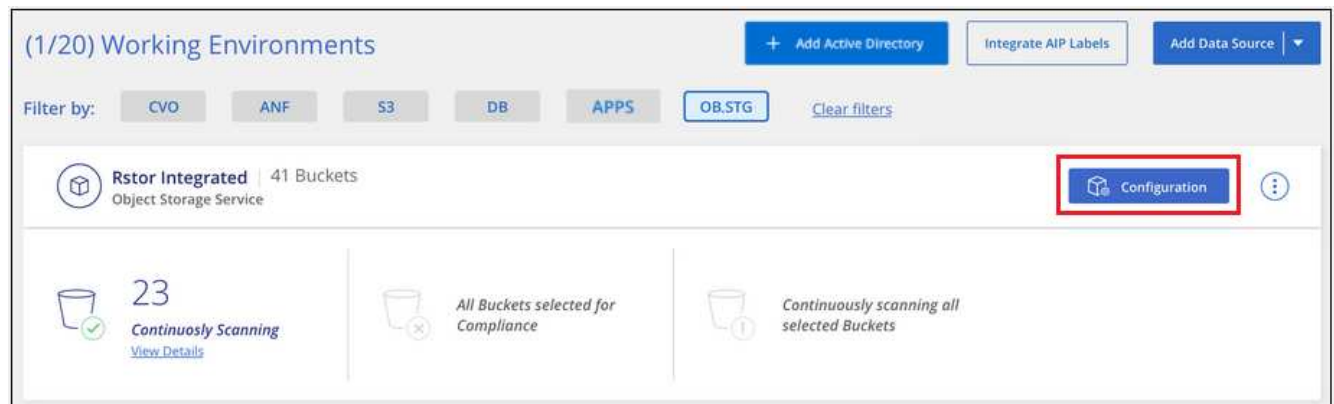 (1/20) Working Environments
+ Add Active Directory
Integrate AIP Labels
Add Data Source
Filter by:
CVO
ANF
S3
DB
APPS
OB.STG
Clear filters
Rstor Integrated | 41 Buckets
Object Storage Service
Configuration
23
Continuosly Scanning
View Details
All Buckets selected for
Compliance
Continuously scanning all
selected Buckets